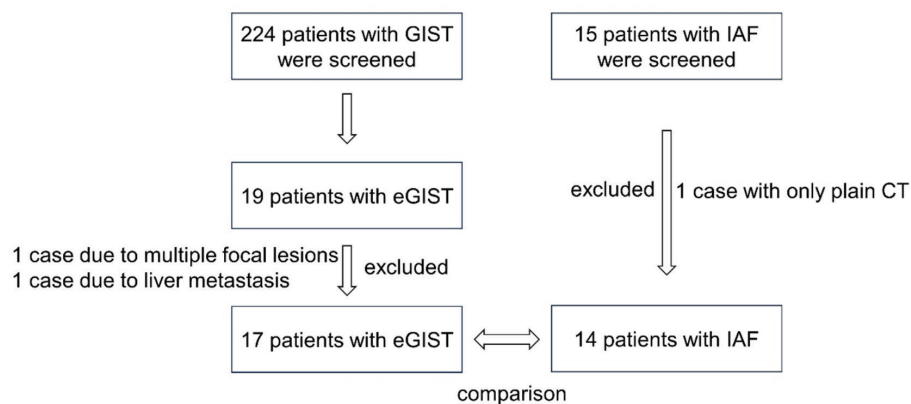 224 patients with GIST
were screened
15 patients with IAF
were screened
19 patients with eGIST
excluded
1 case with only plain CT
1 case due to multiple focal lesions
1 case due to liver metastasis
excluded
17 patients with eGIST
14 patients with IAF
comparison